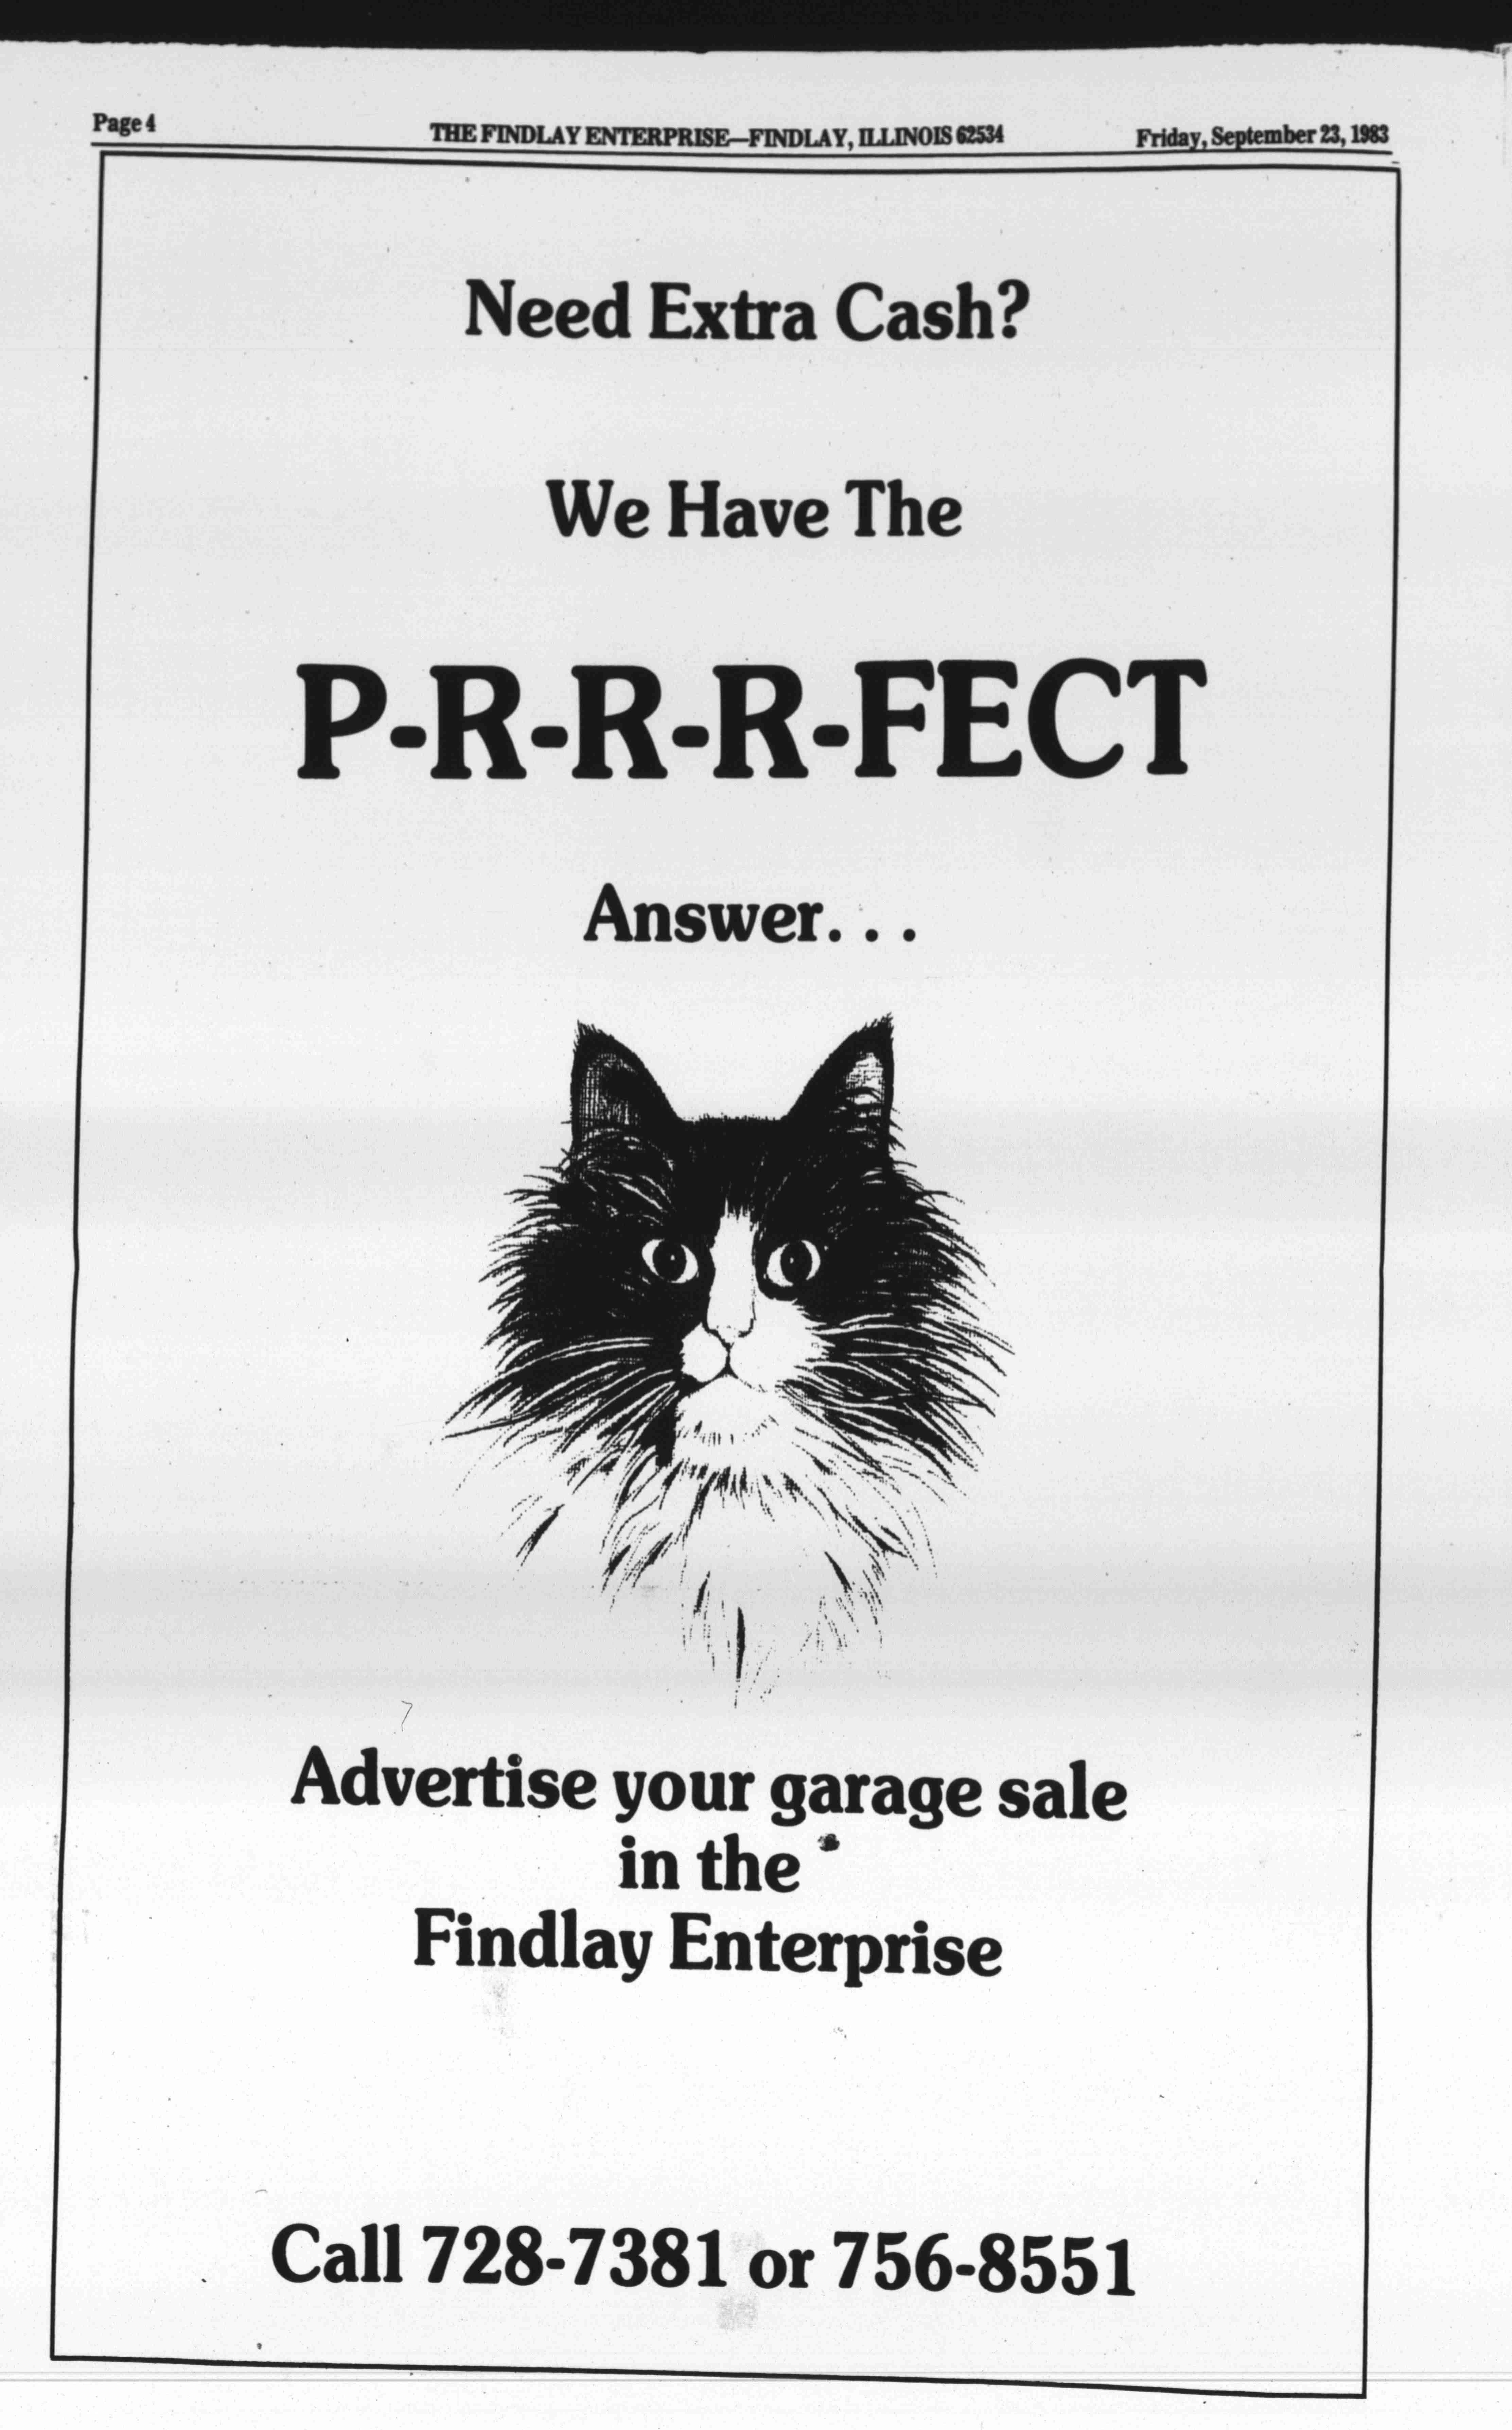 Page 4
THE FINDLAY ENTERPRISE—FINDLAY, ILLINOIS 62534
Friday, September 23, 1983
Need Extra Cash?
We Have The
P-R-R-R-FECT
Answer. . .
Advertise your garage sale
in the
Findlay Enterprise
Call 728-7381 or 756-8551